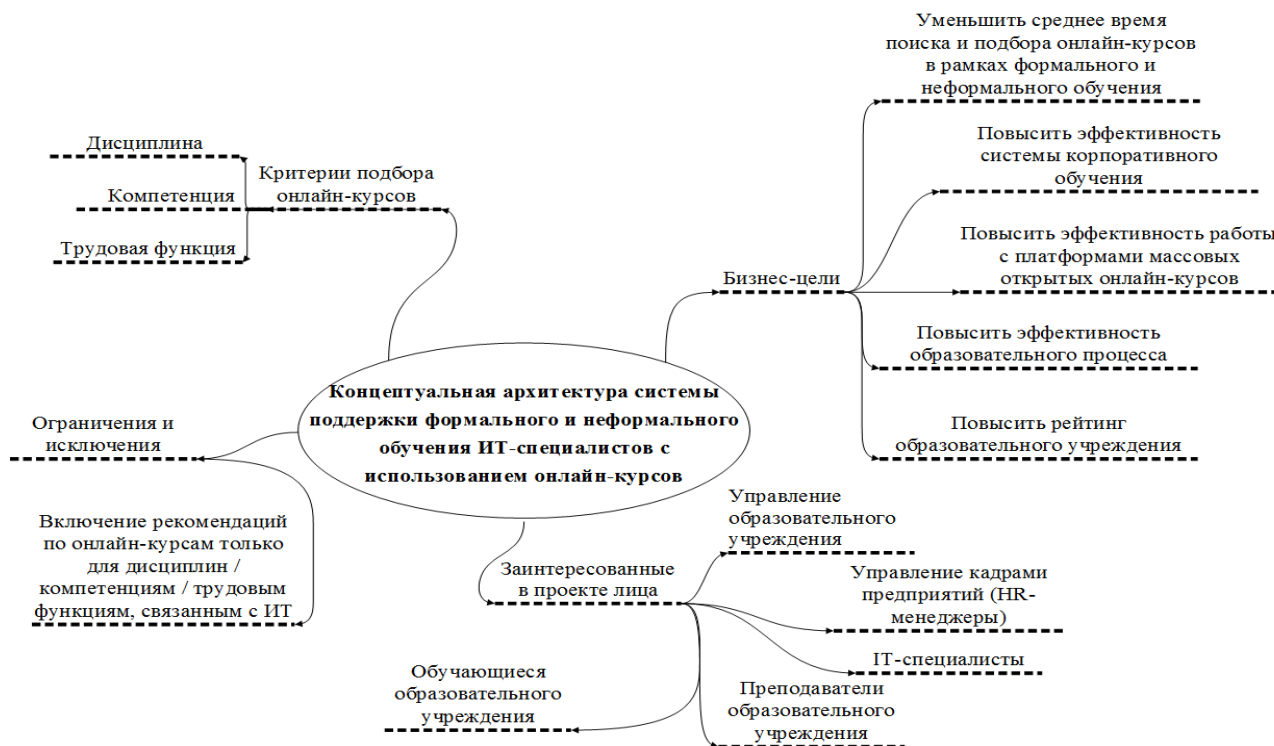 Уменьшить среднее время
поиска и подбора онлайн-курсов
в рамках формального и
неформального обучения
Повысить эффективность
системы корпоративного
обучения
Повысить эффективность работы
с платформами массовых
открытых онлайн-курсов
Бизнес-цели
Повысить эффективность
образовательного процесса
Повысить рейтинг
образовательного учреждения
Дисциплина
Компетенция
Трудовая функция
Критерии подбора
онлайн-курсов
Концептуальная архитектура системы
поддержки формального и неформального
обучения ИТ-специалистов с
использованием онлайн-курсов
Ограничения и
исключения
Включение рекомендаций
по онлайн-курсам только
для дисциплин /
компетенциям / трудовым
функциям, связанным с ИТ
Заинтересованные
в проекте лица
Управление
образовательного
учреждения
Управление кадрами
предприятий (HR-
менеджеры)
IT-специалисты
Преподаватели
образовательного
учреждения
Обучающиеся
образовательного
учреждения